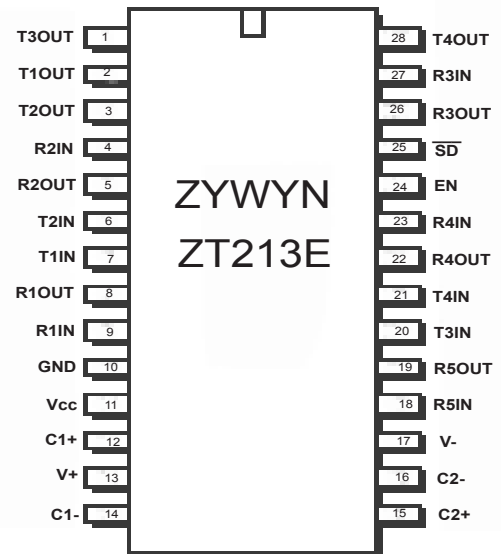 T3OUT 1 28 T4OUT
T1OUT 2 27 R3IN
T2OUT 3 26 R3OUT
R2IN 4 25 SD
R2OUT 5 24 EN
T2IN 6 23 R4IN
T1IN 7 22 R4OUT
R1OUT 8 21 T4IN
R1IN 9 20 T3IN
GND 10 19 R5OUT
Vcc 11 18 R5IN
C1+ 12 17 V-
V+ 13 16 C2-
C1- 14 15 C2+
ZYWYN
ZT213E